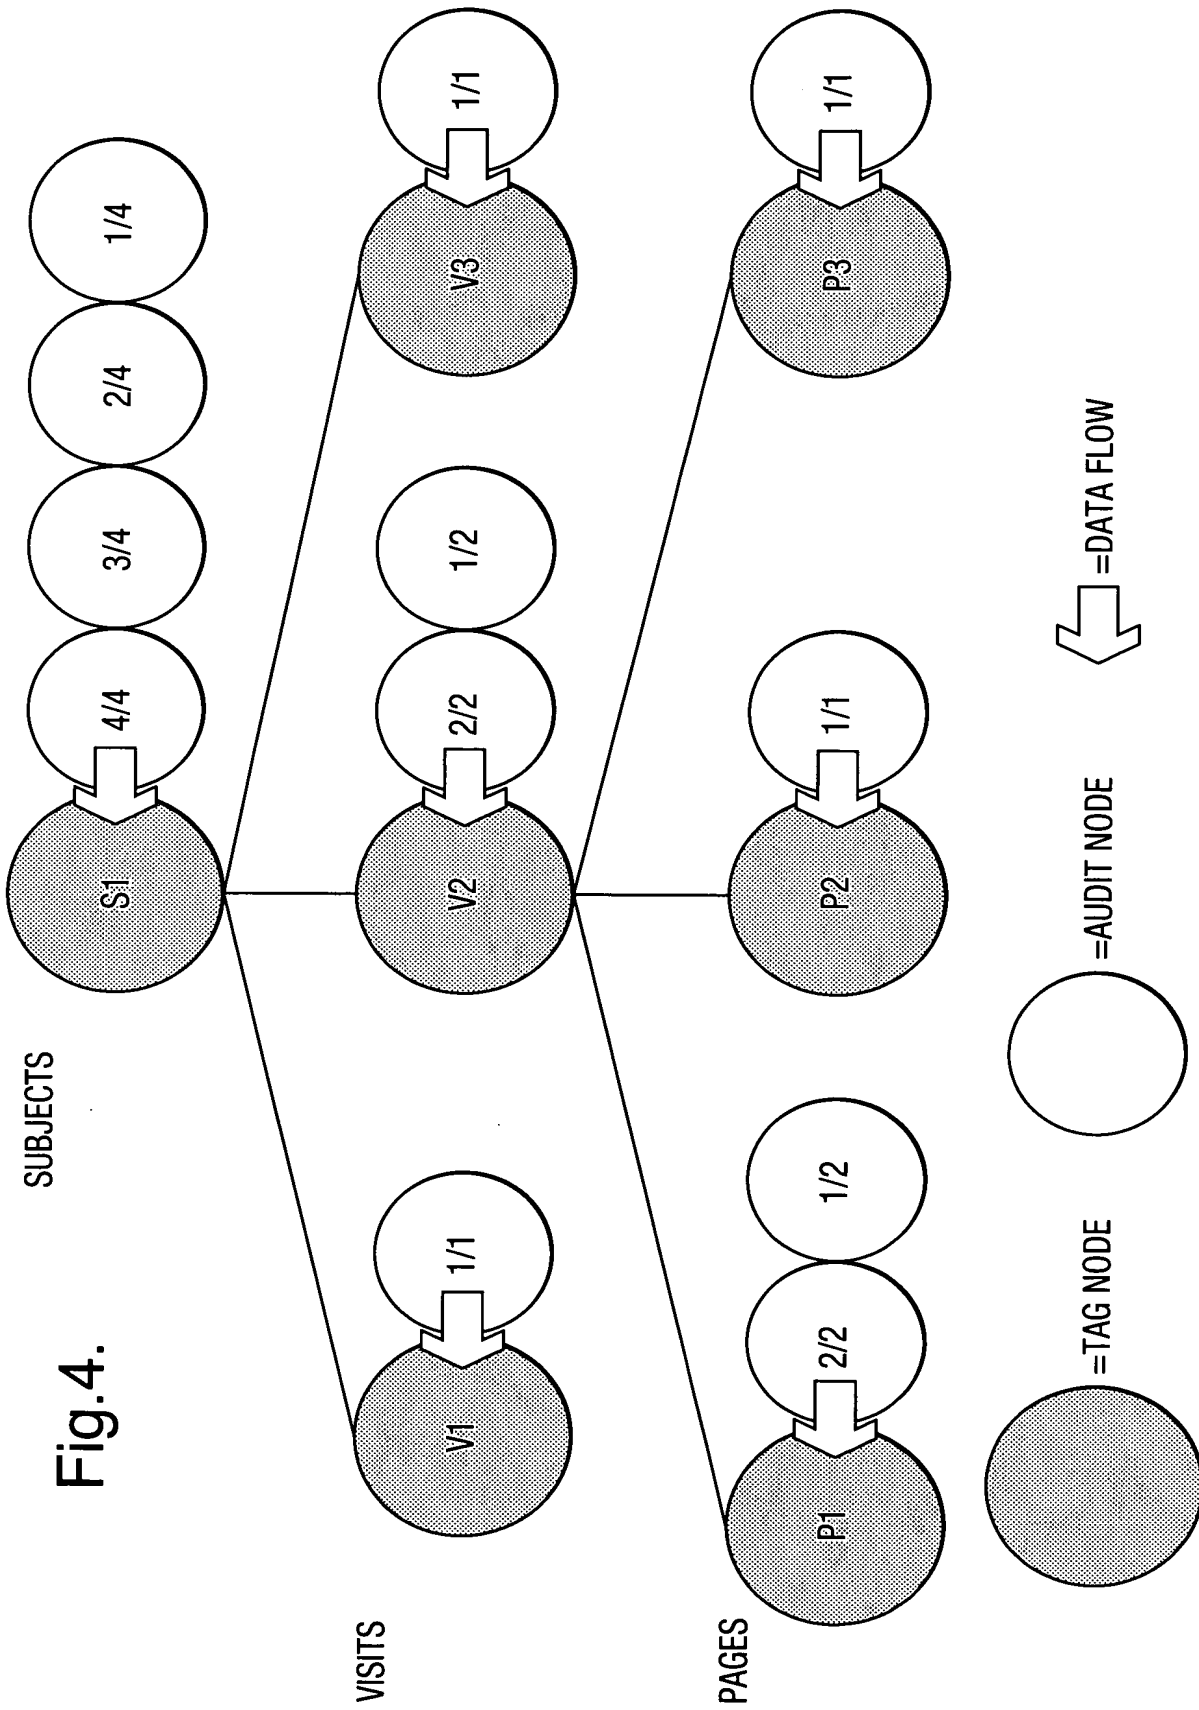 Fig.4.
SUBJECTS
S1 4/4 3/4 2/4 1/4
VISITS
V1 1/1 V2 2/2 1/2 V3 1/1
PAGES
P1 2/2 1/2 P2 1/1 P3 1/1
=TAG NODE =AUDIT NODE =DATA FLOW